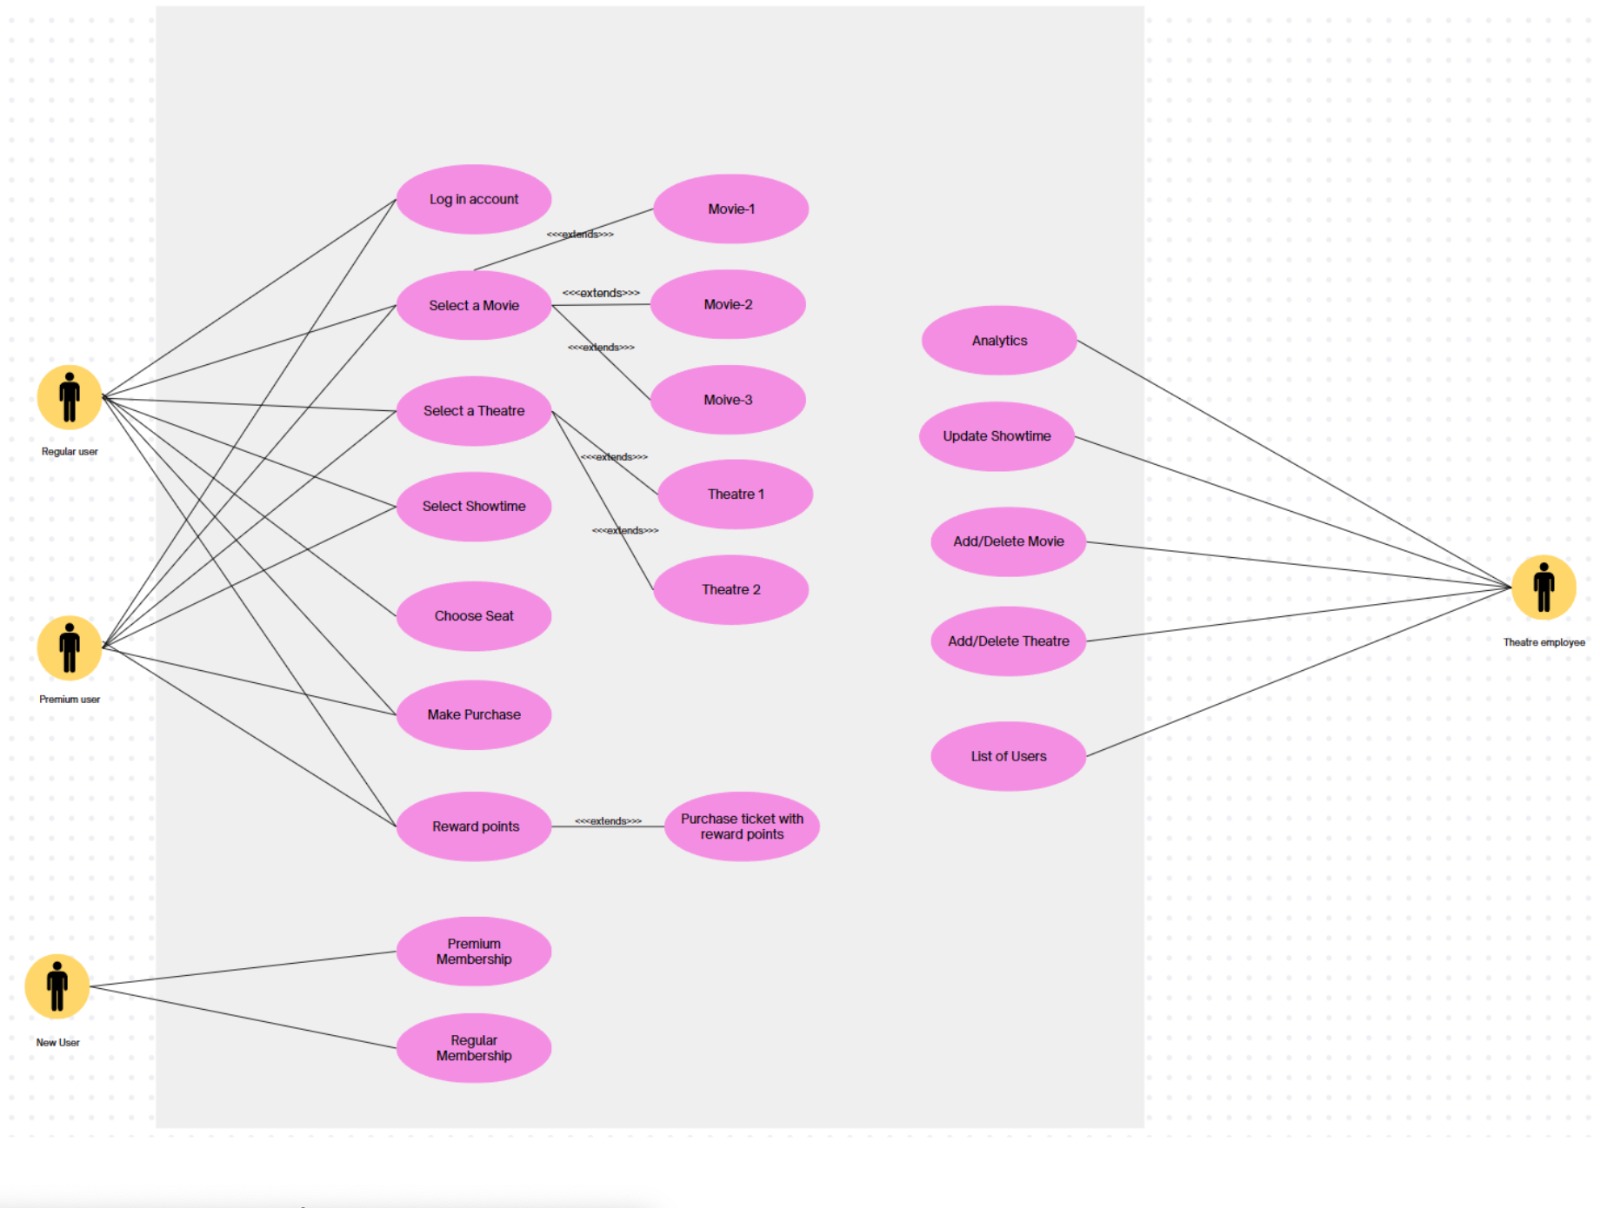 Log in account
Movie-1
<<<extends>>>
Select a Movie
<<<extends>>>
Movie-2
<<<extends>>>
Moive-3
Select a Theatre
<<<extends>>>
Theatre 1
<<<extends>>>
Theatre 2
Select Showtime
Choose Seat
Make Purchase
Reward points
<<<extends>>>
Purchase ticket with
reward points
Premium
Membership
Regular
Membership
Regular user
Premium user
New User
Analytics
Update Showtime
Add/Delete Movie
Add/Delete Theatre
List of Users
Theatre employee